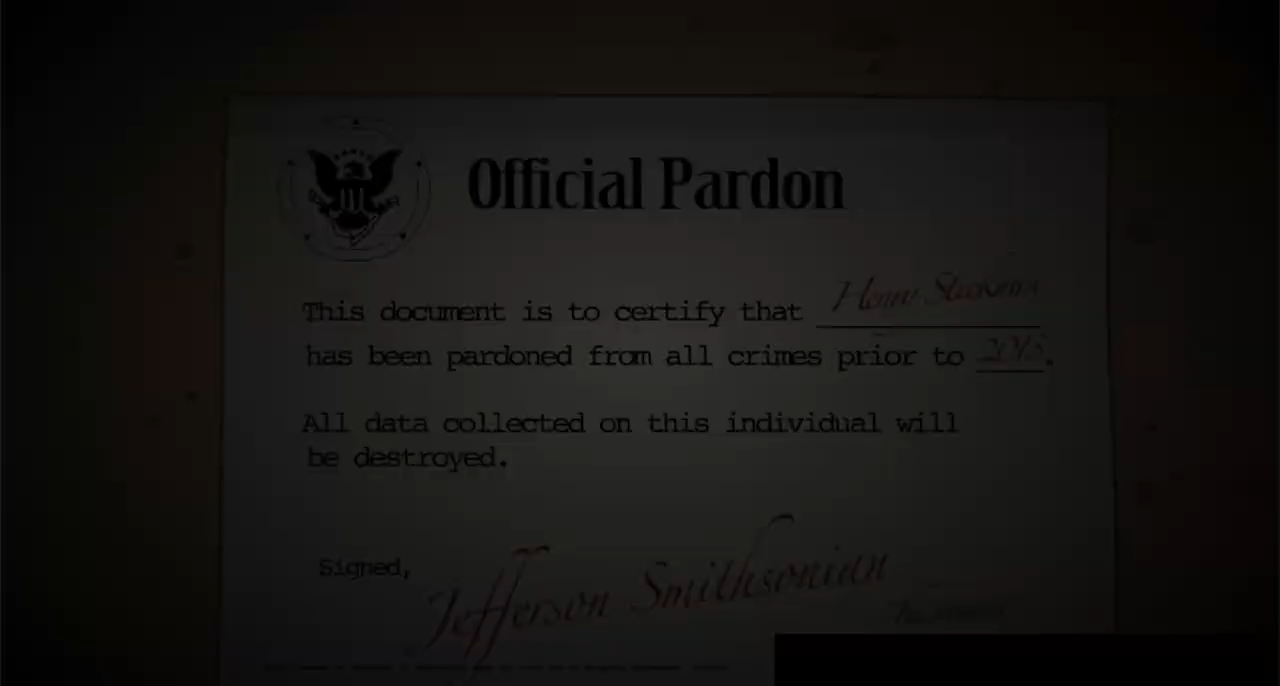 Official Pardon
This document is to certify that Henry Stickmin
has been pardoned from all crimes prior to
All data collected on this individual will
be destroyed.
Signed,
Jefferson Smithsonian